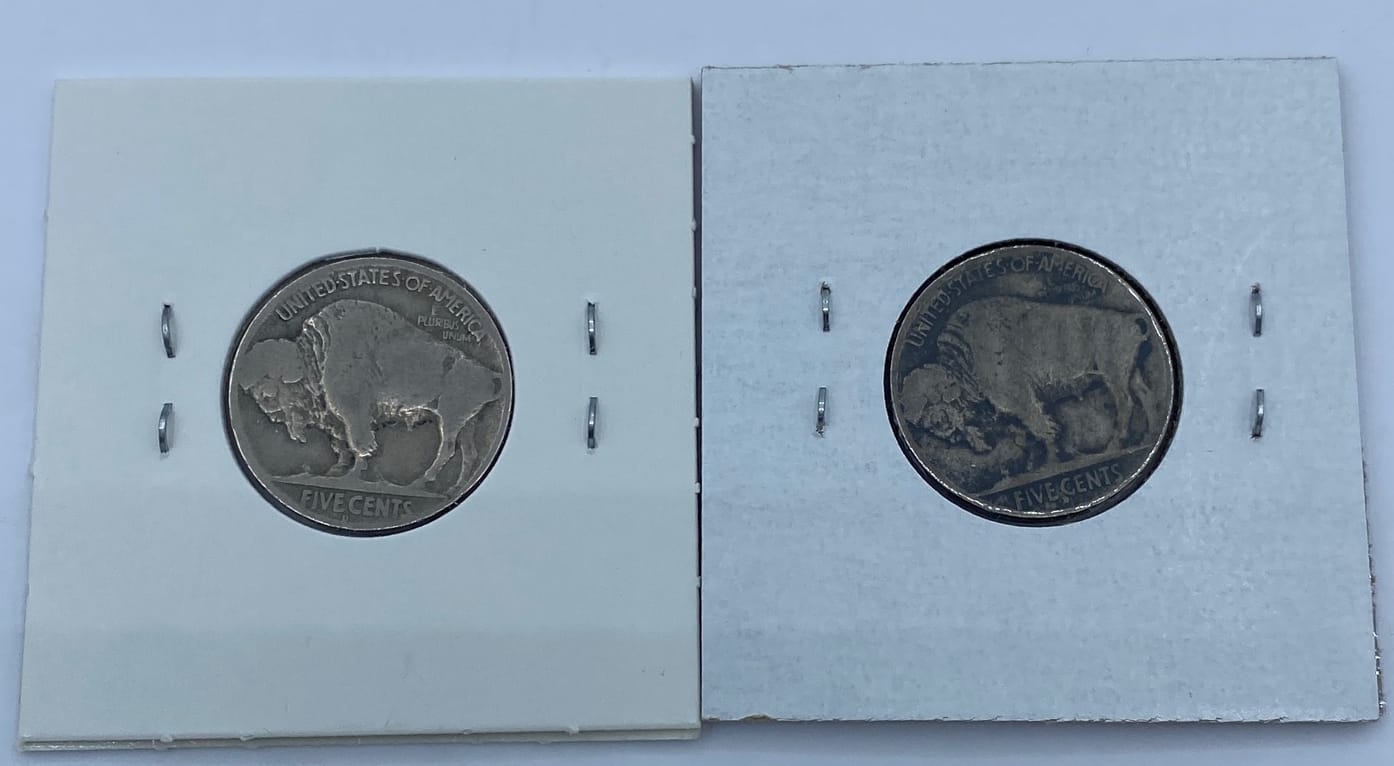 UNITED·STATES OF AMERICA
E
PLURIBUS
UNUM
FIVE CENTS
D
UNITED·STATES·OF·AMERICA
FIVE CENTS